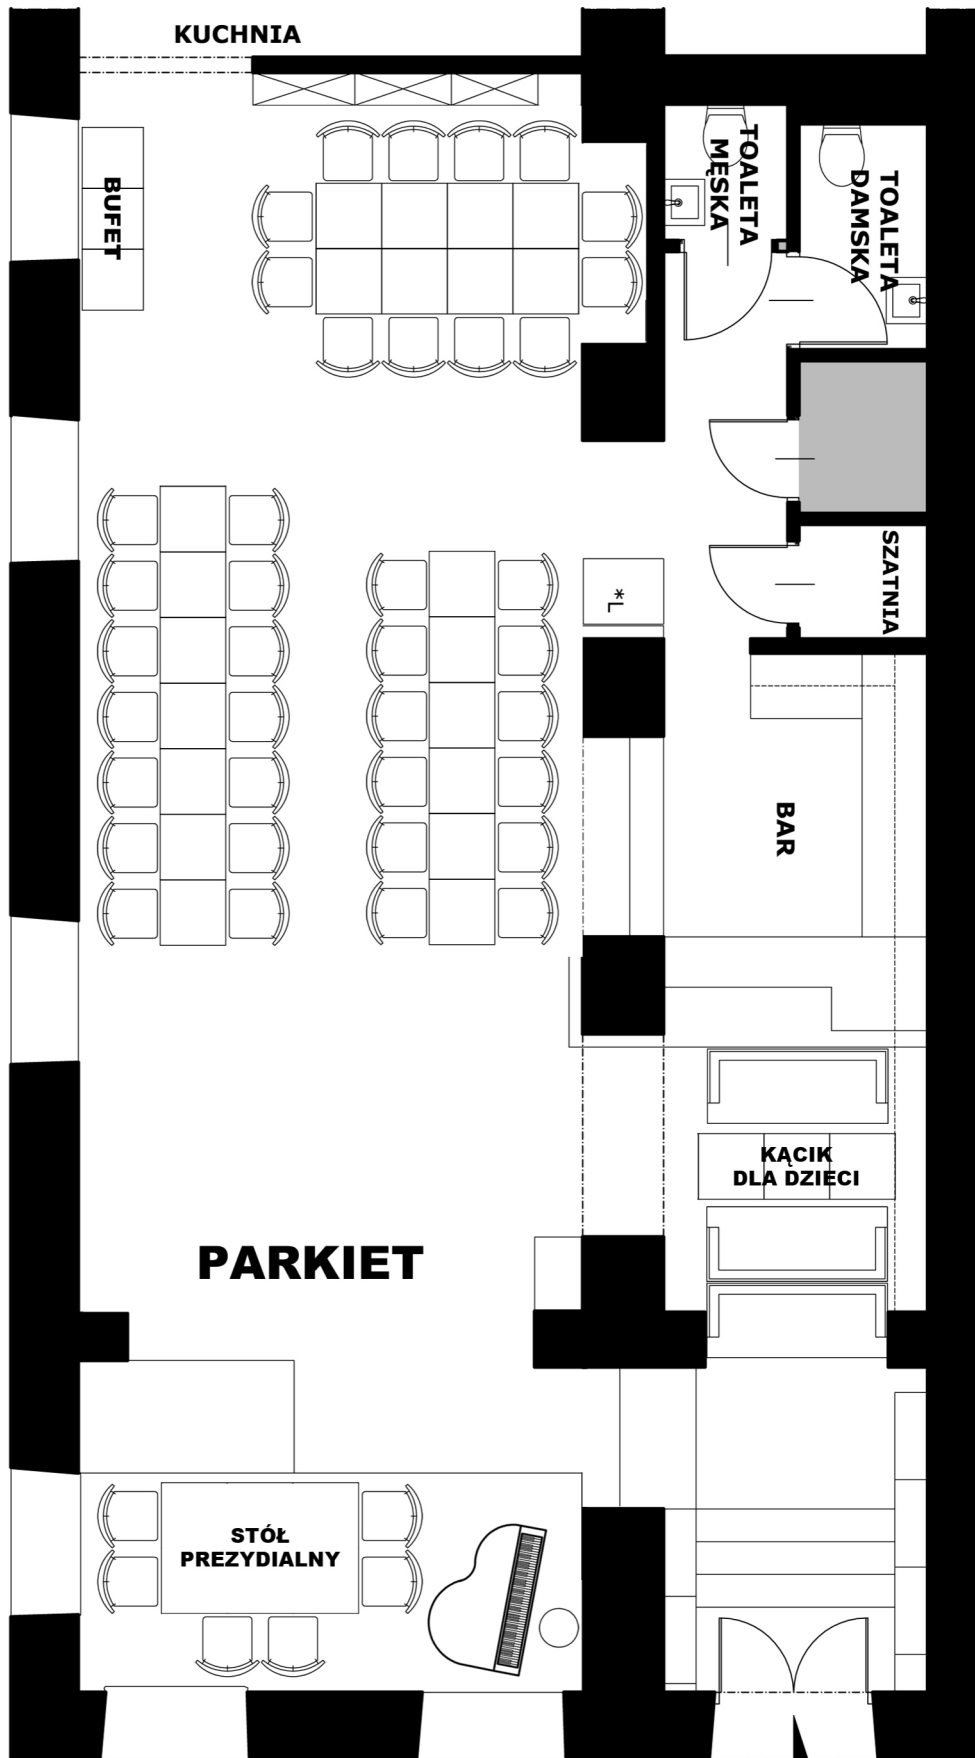 KUCHNIA
BUFET
TOALETA
MĘSKA
TOALETA
DAMSKA
SZATNIA
*L
BAR
KĄCIK
DLA DZIECI
PARKIET
STÓŁ
PREZYDIALNY